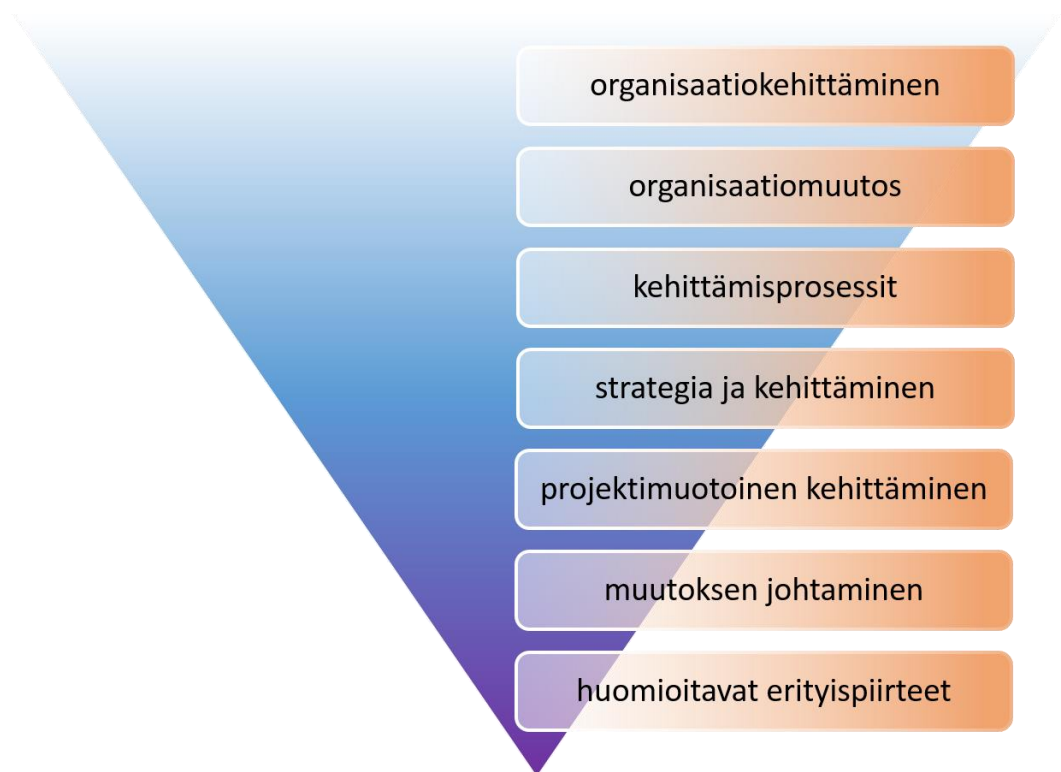 organisaatiokehittäminen
organisaatiomuutos
kehittämisprosessit
strategia ja kehittäminen
projektimuotoinen kehittäminen
muutoksen johtaminen
huomioitavat erityispiirteet